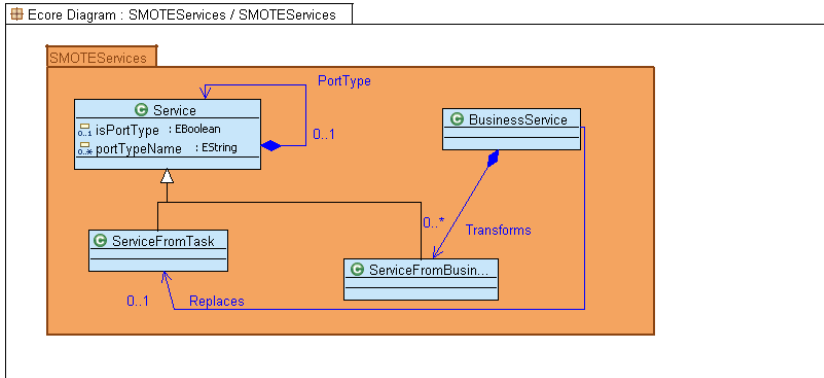 Ecore Diagram : SMOTEServices / SMOTEServices
SMOTEServices
PortType
Service
0..1 isPortType : EBoolean
0..* portTypeName : EString
0..1
BusinessService
0..*
Transforms
ServiceFromTask
ServiceFromBusin...
0..1 Replaces